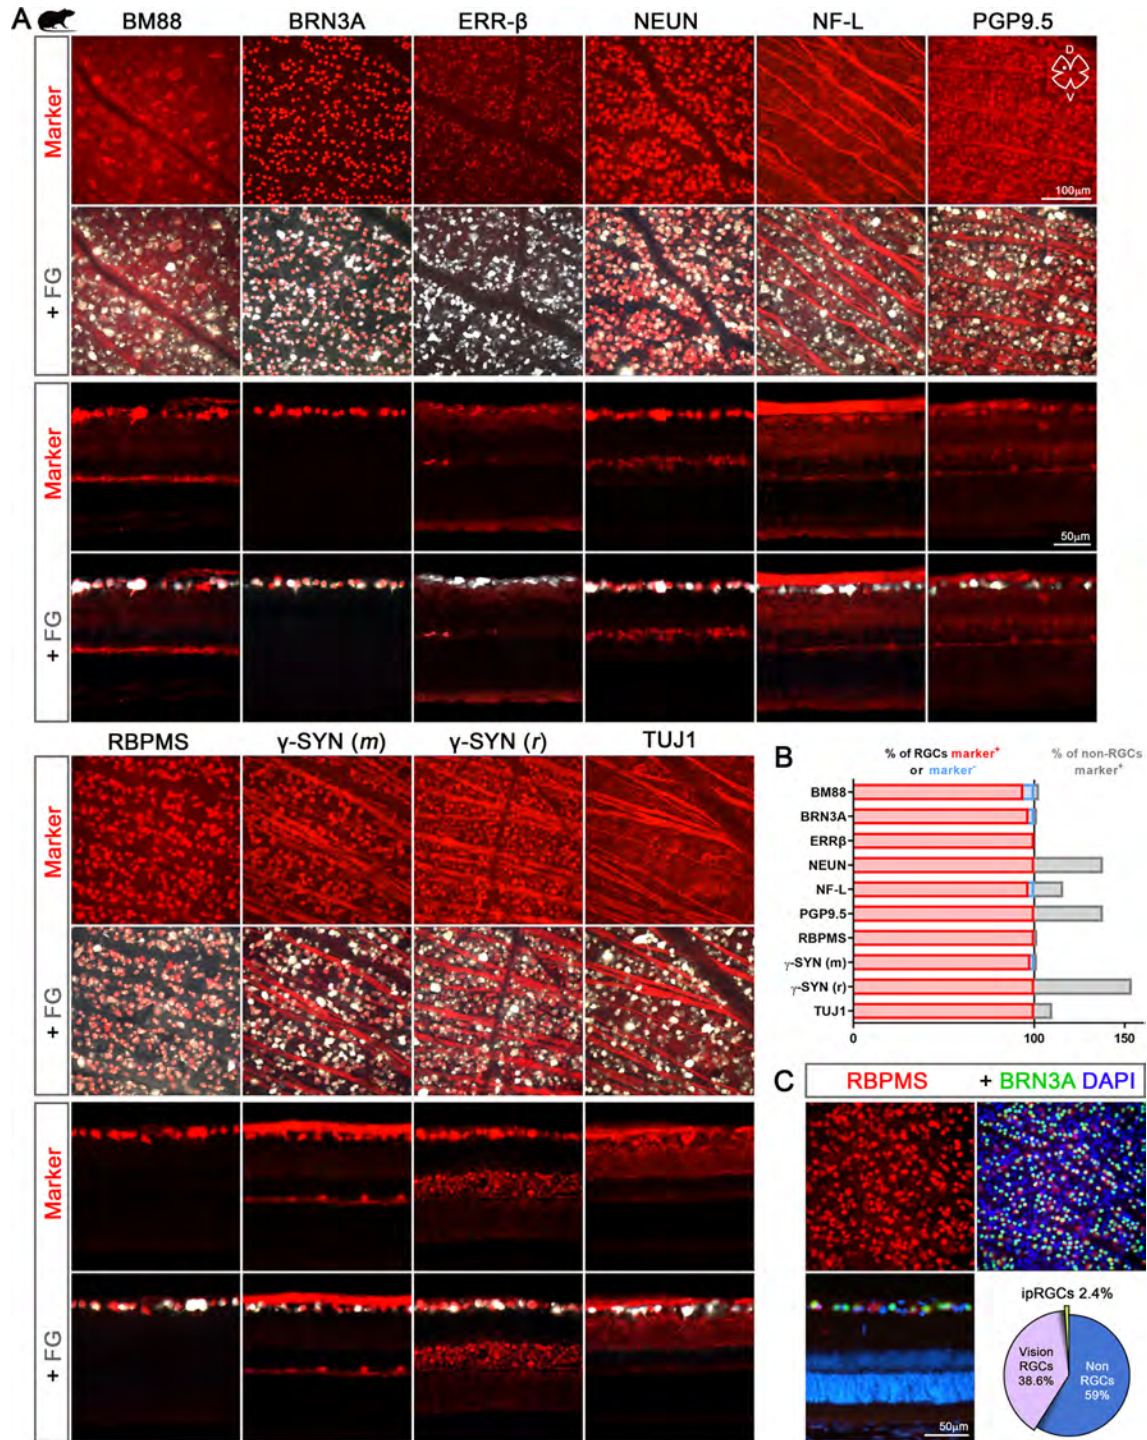 A
BM88 BRN3A ERR-β NEUN NF-L PGP9.5
Marker
D
V
100µm
+ FG
Marker
50µm
+ FG
RBPMS γ-SYN (m) γ-SYN (r) TUJ1
Marker
+ FG
Marker
+ FG
B
% of RGCs marker⁺
or marker⁻
% of non-RGCs
marker⁺
BM88
BRN3A
ERRβ
NEUN
NF-L
PGP9.5
RBPMS
γ-SYN (m)
γ-SYN (r)
TUJ1
0 100 150
C
RBPMS + BRN3A DAPI
50µm
ipRGCs 2.4%
Vision
RGCs
38.6%
Non
RGCs
59%